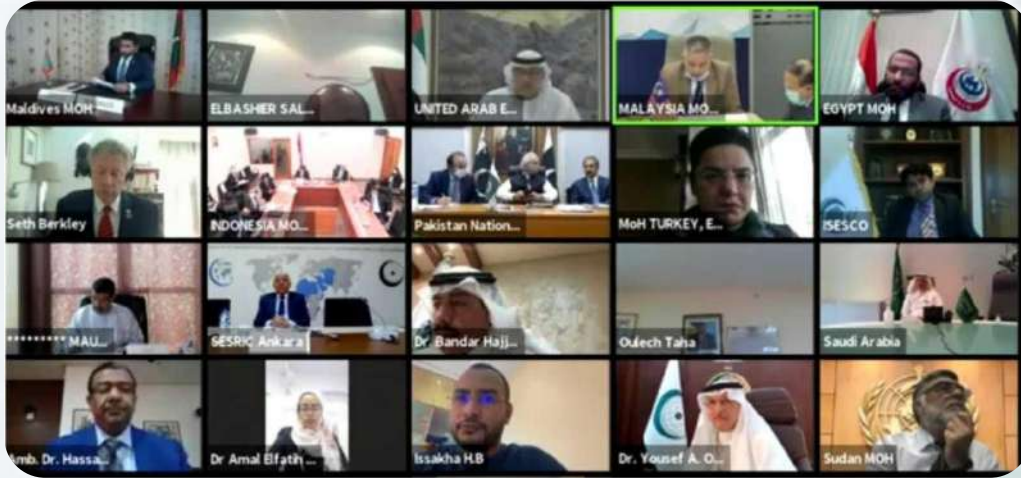 Maldives MOH
ELBASHIER SAL...
UNITED ARAB E...
MALAYSIA MO...
EGYPT MOH
Seth Berkley
INDONESIA MO...
Pakistan Nation...
MoH TURKEY, E...
ISESCO
********* MAU...
SESRIC Ankara
Dr. Bandar Hajj...
Oulech Taha
Saudi Arabia
Amb. Dr. Hassa...
Dr Amal Elfatih ...
Issakha H.B
Dr. Yousef A. O...
Sudan MOH